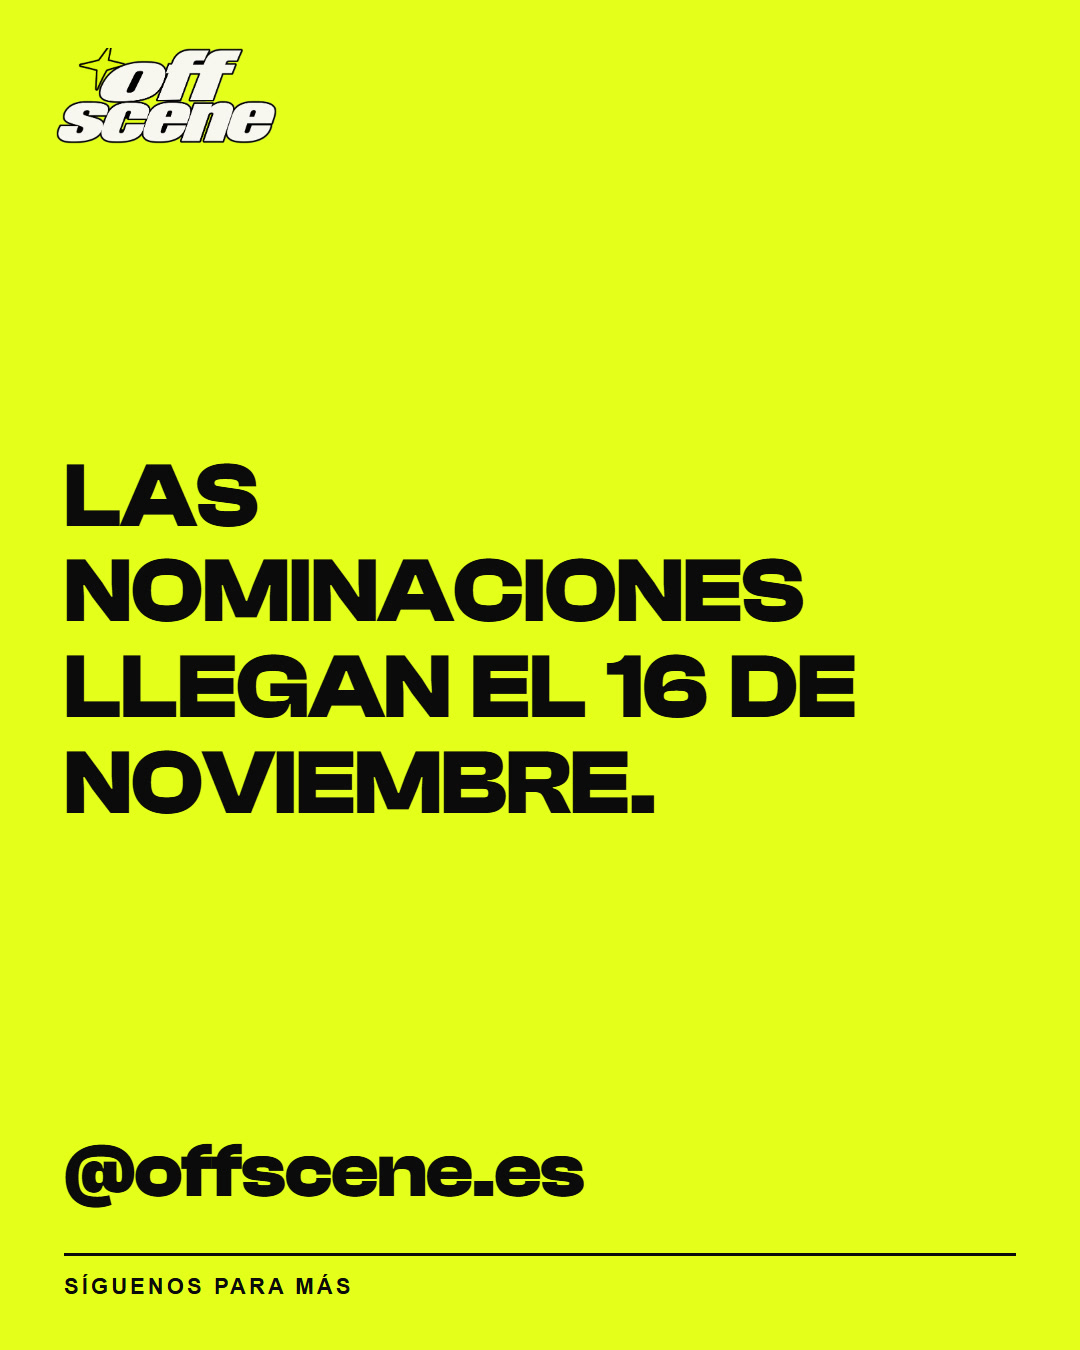 off
scene
LAS
NOMINACIONES
LLEGAN EL 16 DE
NOVIEMBRE.
@offscene.es
SÍGUENOS PARA MÁS